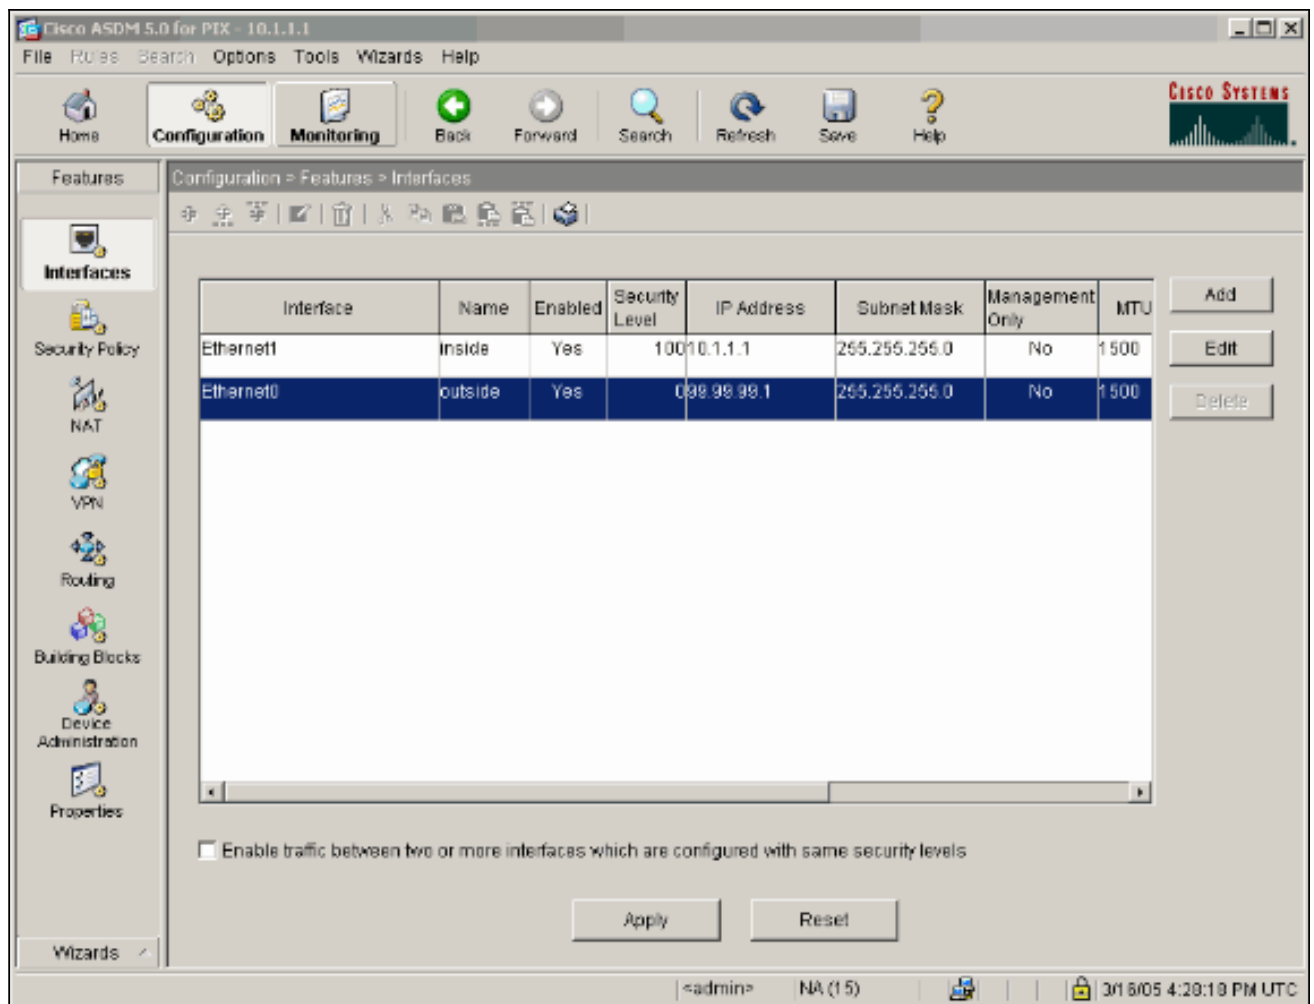 Cisco ASDM 5.0 for PIX - 10.1.1.1
File Rules Search Options Tools Wizards Help
Home Configuration Monitoring Back Forward Search Refresh Save Help
CISCO SYSTEMS
Features
Configuration > Features > Interfaces
Interfaces
Security Policy
NAT
VPN
Routing
Building Blocks
Device
Administration
Properties
Wizards
Interface Name Enabled Security Level IP Address Subnet Mask Management Only MTU
Ethernet1 inside Yes 100 10.1.1.1 255.255.255.0 No 1500
Ethernet0 outside Yes 0 99.99.99.1 255.255.255.0 No 1500
Add
Edit
Delete
Enable traffic between two or more interfaces which are configured with same security levels
Apply Reset
<admin> NA (15) 3/16/05 4:28:18 PM UTC